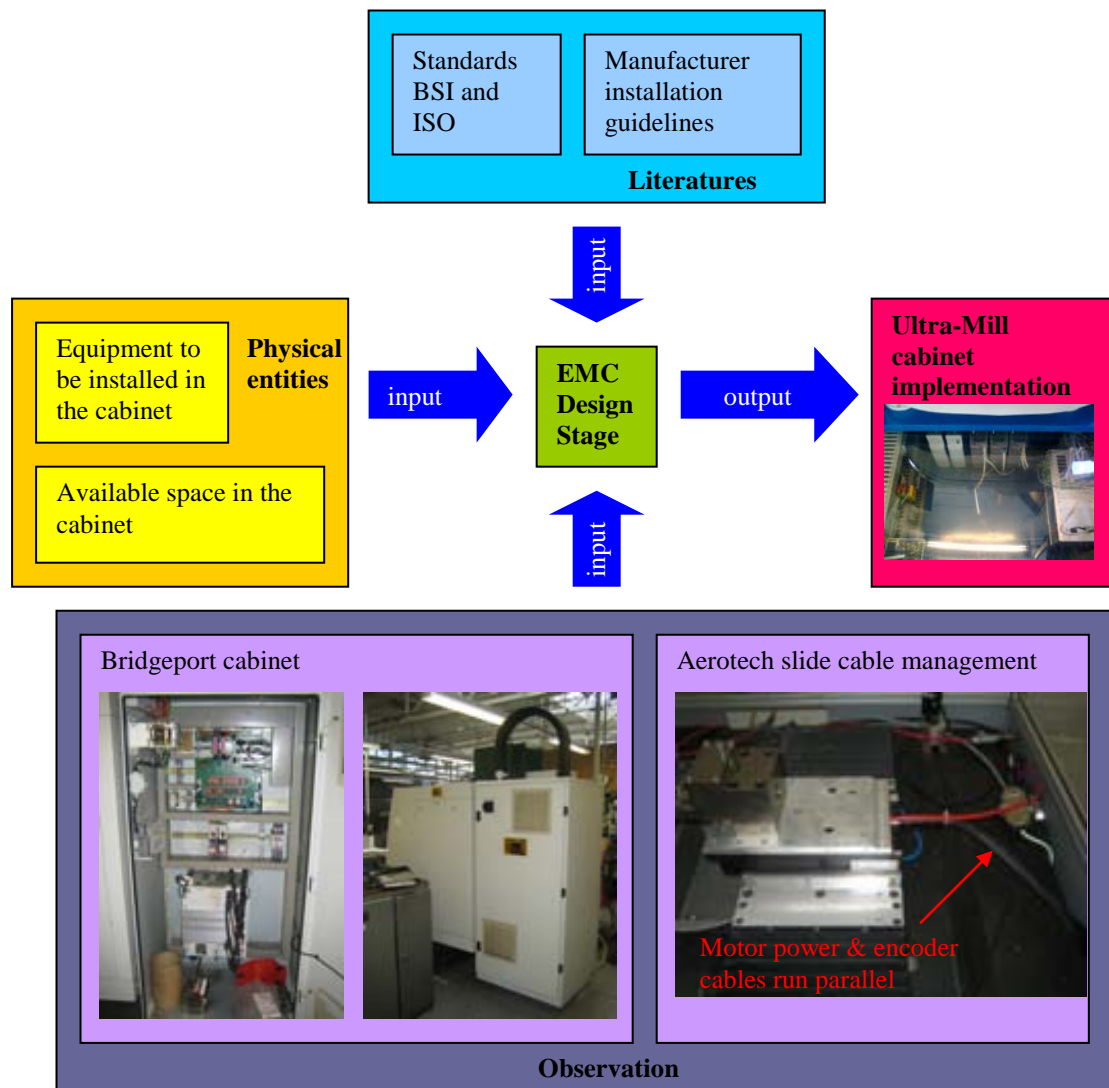 Standards
BSI and
ISO
Manufacturer
installation
guidelines
Literatures
input
Equipment to
be installed in
the cabinet
Physical
entities
Available space in the
cabinet
input
EMC
Design
Stage
output
Ultra-Mill
cabinet
implementation
input
Bridgeport cabinet
Aerotech slide cable management
Motor power & encoder
cables run parallel
Observation